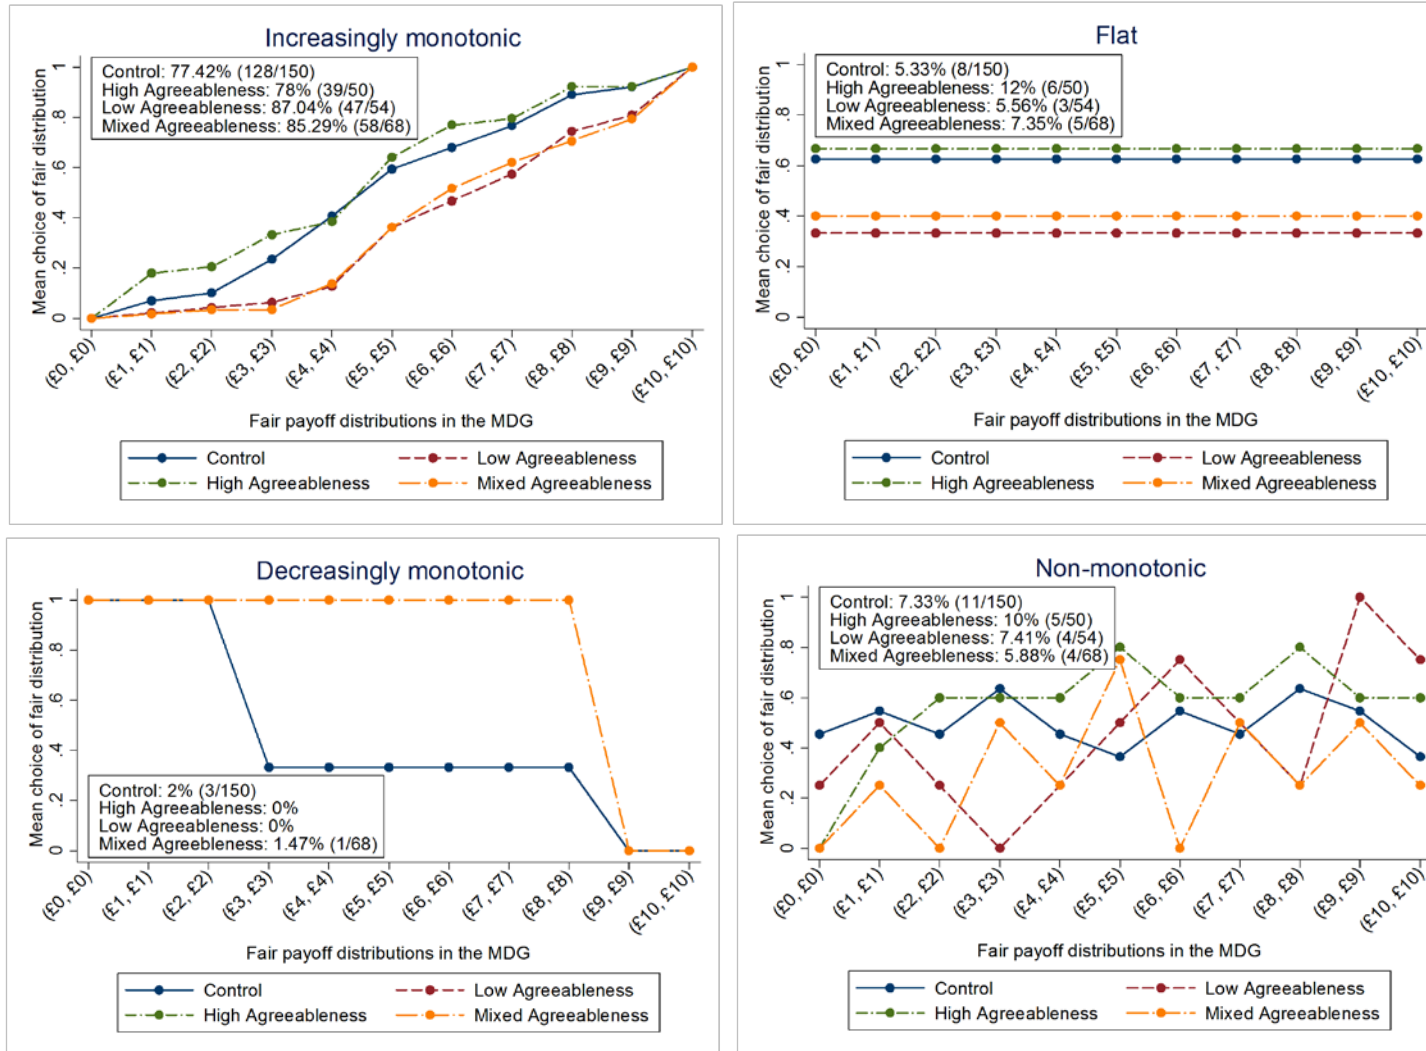 Increasingly monotonic
Control: 77.42% (128/150)
High Agreeableness: 78% (39/50)
Low Agreeableness: 87.04% (47/54)
Mixed Agreeableness: 85.29% (58/68)
Mean choice of fair distribution
1
.8
.6
.4
.2
0
(£0, £0)
(£1, £1)
(£2, £2)
(£3, £3)
(£4, £4)
(£5, £5)
(£6, £6)
(£7, £7)
(£8, £8)
(£9, £9)
(£10, £10)
Fair payoff distributions in the MDG
Control
Low Agreeableness
High Agreeableness
Mixed Agreeableness
Flat
Control: 5.33% (8/150)
High Agreeableness: 12% (6/50)
Low Agreeableness: 5.56% (3/54)
Mixed Agreeableness: 7.35% (5/68)
Mean choice of fair distribution
1
.8
.6
.4
.2
0
(£0, £0)
(£1, £1)
(£2, £2)
(£3, £3)
(£4, £4)
(£5, £5)
(£6, £6)
(£7, £7)
(£8, £8)
(£9, £9)
(£10, £10)
Fair payoff distributions in the MDG
Control
Low Agreeableness
High Agreeableness
Mixed Agreeableness
Decreasingly monotonic
Mean choice of fair distribution
1
.8
.6
.4
.2
0
Control: 2% (3/150)
High Agreeableness: 0%
Low Agreeableness: 0%
Mixed Agreebleness: 1.47% (1/68)
(£0, £0)
(£1, £1)
(£2, £2)
(£3, £3)
(£4, £4)
(£5, £5)
(£6, £6)
(£7, £7)
(£8, £8)
(£9, £9)
(£10, £10)
Fair payoff distributions in the MDG
Control
Low Agreeableness
High Agreeableness
Mixed Agreeableness
Non-monotonic
Control: 7.33% (11/150)
High Agreeableness: 10% (5/50)
Low Agreeableness: 7.41% (4/54)
Mixed Agreebleness: 5.88% (4/68)
Mean choice of fair distribution
1
.8
.6
.4
.2
0
(£0, £0)
(£1, £1)
(£2, £2)
(£3, £3)
(£4, £4)
(£5, £5)
(£6, £6)
(£7, £7)
(£8, £8)
(£9, £9)
(£10, £10)
Fair payoff distributions in the MDG
Control
Low Agreeableness
High Agreeableness
Mixed Agreeableness